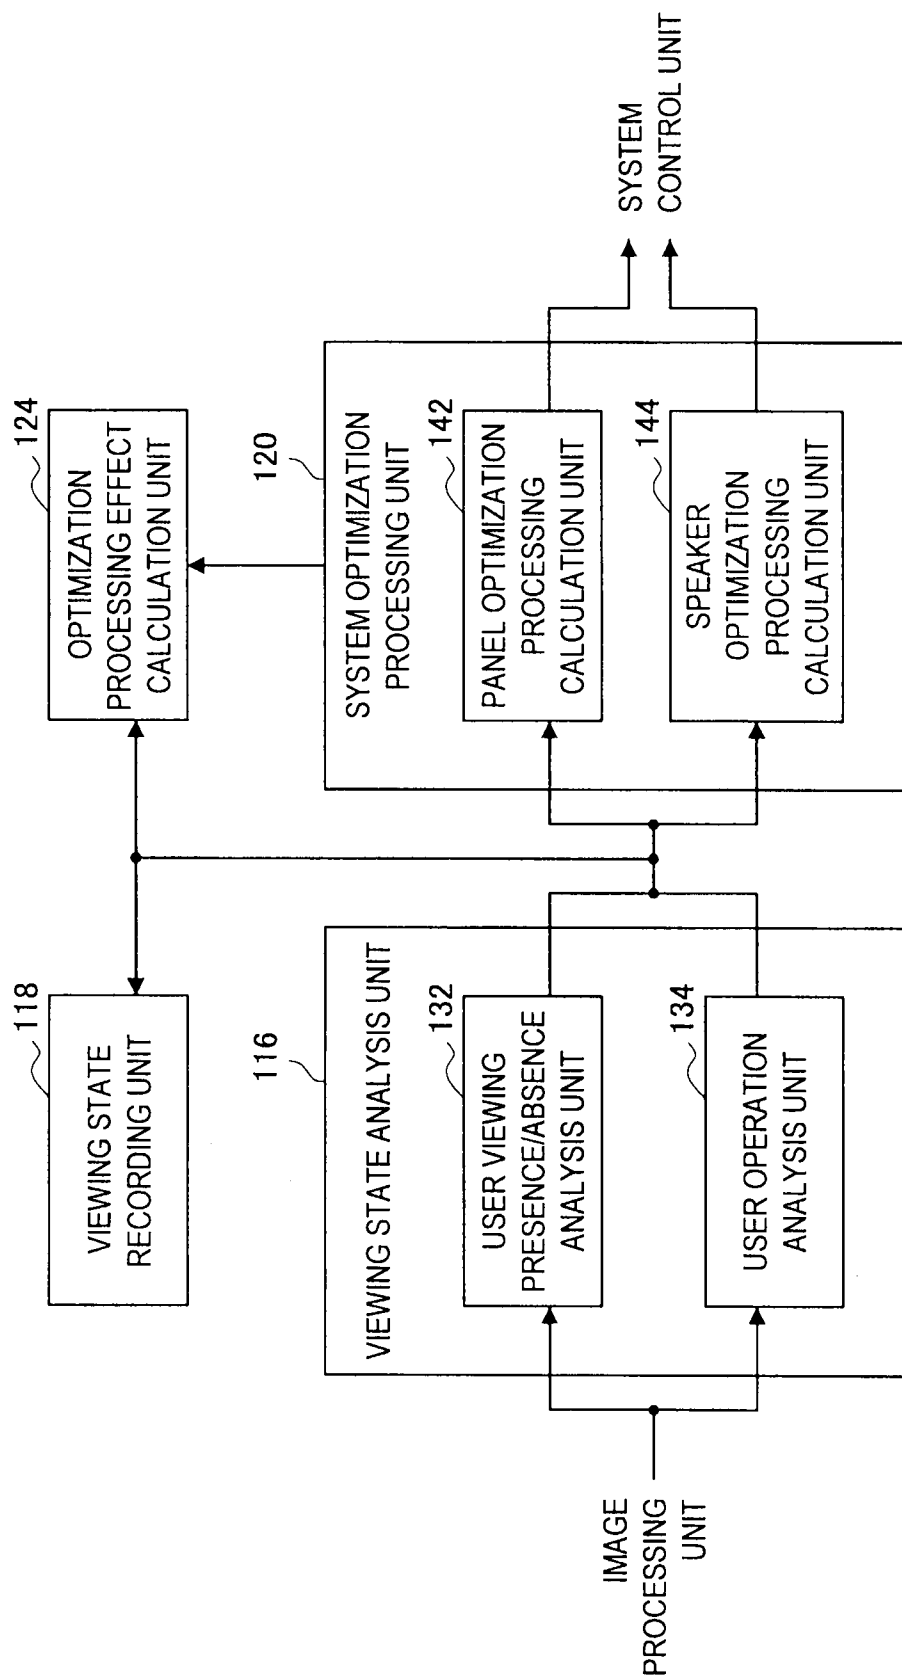 118
VIEWING STATE
RECORDING UNIT
124
OPTIMIZATION
PROCESSING EFFECT
CALCULATION UNIT
116
VIEWING STATE ANALYSIS UNIT
132
USER VIEWING
PRESENCE/ABSENCE
ANALYSIS UNIT
134
USER OPERATION
ANALYSIS UNIT
120
SYSTEM OPTIMIZATION
PROCESSING UNIT
142
PANEL OPTIMIZATION
PROCESSING
CALCULATION UNIT
144
SPEAKER
OPTIMIZATION
PROCESSING
CALCULATION UNIT
IMAGE
PROCESSING
UNIT
SYSTEM
CONTROL UNIT